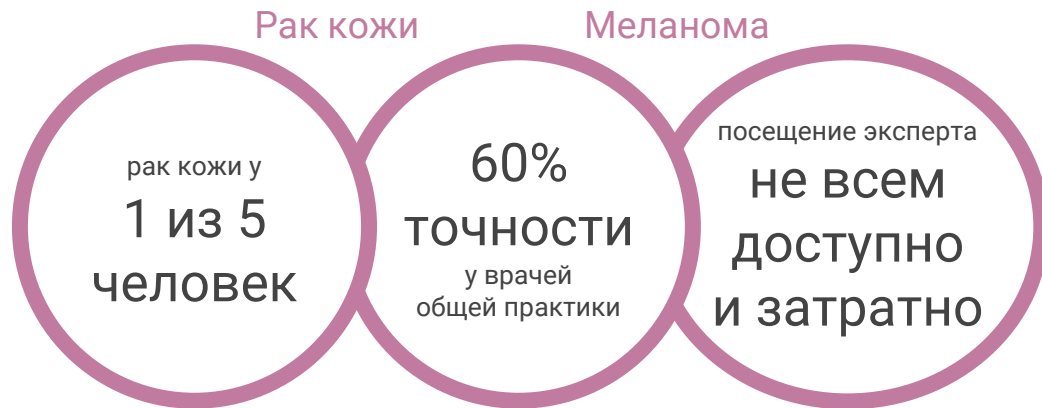 Рак кожи
Меланома
рак кожи у
1 из 5
человек
60%
точности
у врачей
общей практики
посещение эксперта
не всем
доступно
и затратно